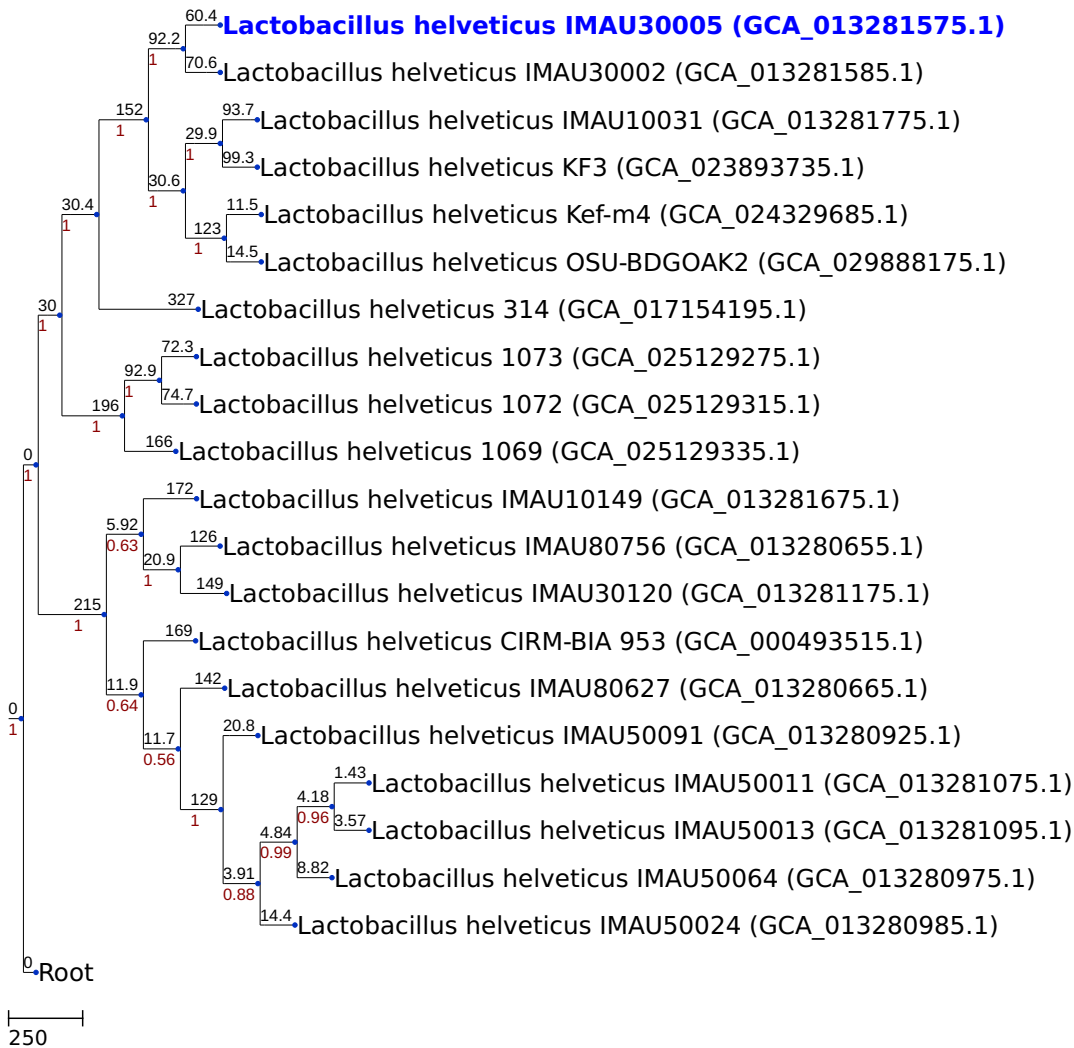 60.4
Lactobacillus helveticus IMAU30005 (GCA_013281575.1)
92.2
1
70.6
Lactobacillus helveticus IMAU30002 (GCA_013281585.1)
152
1
93.7
Lactobacillus helveticus IMAU10031 (GCA_013281775.1)
29.9
1
99.3
Lactobacillus helveticus KF3 (GCA_023893735.1)
30.6
1
11.5
Lactobacillus helveticus Kef-m4 (GCA_024329685.1)
30.4
1
123
1
14.5
Lactobacillus helveticus OSU-BDGOAK2 (GCA_029888175.1)
327
Lactobacillus helveticus 314 (GCA_017154195.1)
30
1
72.3
Lactobacillus helveticus 1073 (GCA_025129275.1)
92.9
1
74.7
Lactobacillus helveticus 1072 (GCA_025129315.1)
196
1
166
Lactobacillus helveticus 1069 (GCA_025129335.1)
0
1
172
Lactobacillus helveticus IMAU10149 (GCA_013281675.1)
5.92
0.63
126
Lactobacillus helveticus IMAU80756 (GCA_013280655.1)
20.9
1
149
Lactobacillus helveticus IMAU30120 (GCA_013281175.1)
215
1
169
Lactobacillus helveticus CIRM-BIA 953 (GCA_000493515.1)
11.9
0.64
142
Lactobacillus helveticus IMAU80627 (GCA_013280665.1)
0
1
11.7
0.56
20.8
Lactobacillus helveticus IMAU50091 (GCA_013280925.1)
1.43
Lactobacillus helveticus IMAU50011 (GCA_013281075.1)
129
1
4.18
0.96
3.57
Lactobacillus helveticus IMAU50013 (GCA_013281095.1)
4.84
0.99
8.82
Lactobacillus helveticus IMAU50064 (GCA_013280975.1)
3.91
0.88
14.4
Lactobacillus helveticus IMAU50024 (GCA_013280985.1)
0
Root
250